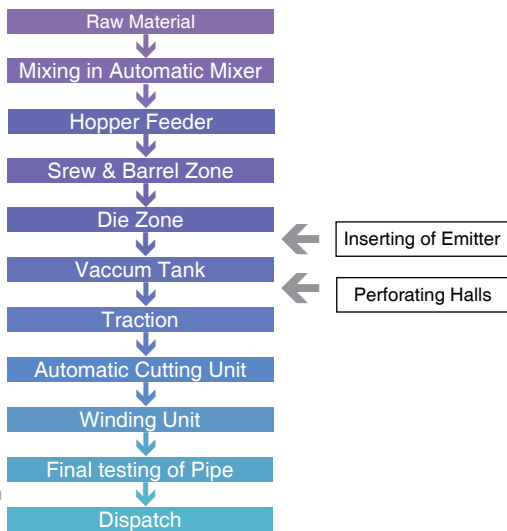 Raw Material
Mixing in Automatic Mixer
Hopper Feeder
Srew & Barrel Zone
Die Zone
Inserting of Emitter
Vaccum Tank
Perforating Halls
Traction
Automatic Cutting Unit
Winding Unit
Final testing of Pipe
Dispatch